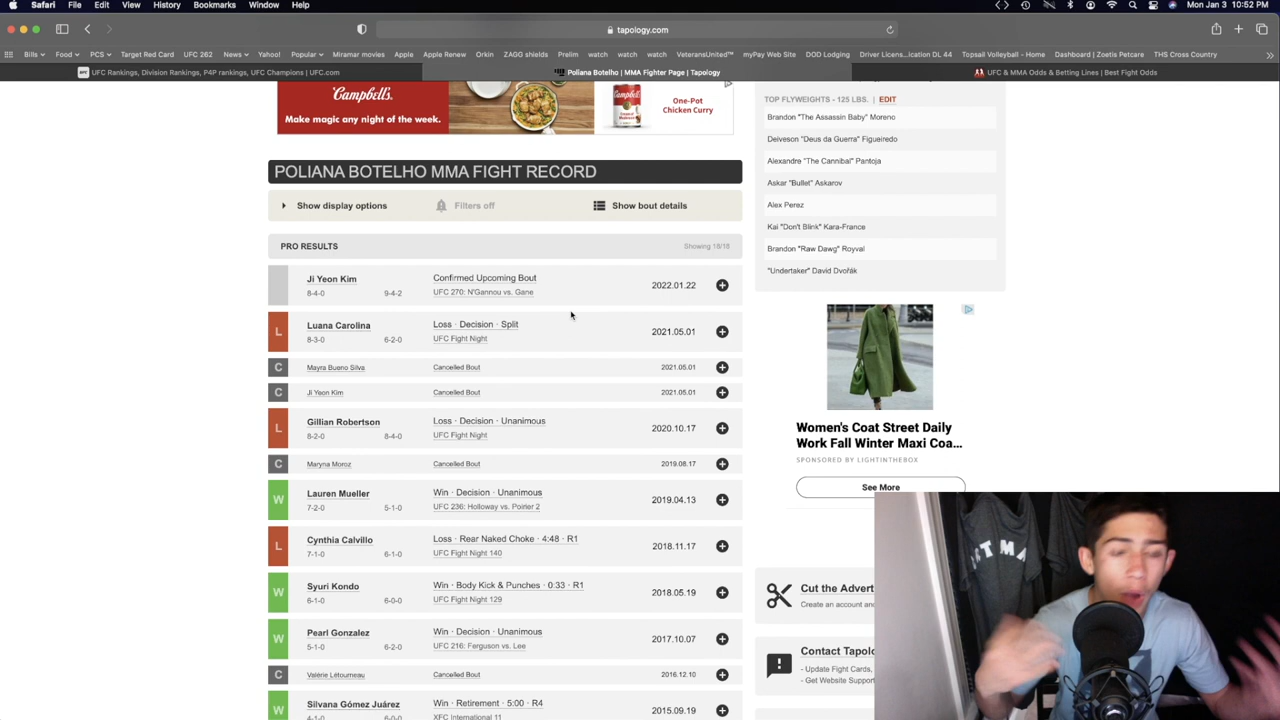 Safari File Edit View History Bookmarks Window Help Mon Jan 3 10:52 PM
tapology.com
Bills Food PCS Target Red Card UFC 262 News Yahoo! Popular Miramar movies Apple Apple Renew Orkin ZAGG shields Prelim watch watch watch VeteransUnited™ myPay Web Site DOD Lodging Driver Licens...ication DL 44 Topsail Volleyball - Home Dashboard | Zoetis Petcare THS Cross Country
UFC Rankings, Division Rankings, P4P rankings, UFC Champions | UFC.com
Poliana Botelho | MMA Fighter Page | Tapology
UFC & MMA Odds & Betting Lines | Best Fight Odds
Campbell's.
Make magic any night of the week.
One-Pot
Chicken Curry
POLIANA BOTELHO MMA FIGHT RECORD
Show display options Filters off Show bout details
PRO RESULTS Showing 18/18
Ji Yeon Kim Confirmed Upcoming Bout 2022.01.22
8-4-0 9-4-2 UFC 270: N'Gannou vs. Gane
L Luana Carolina Loss · Decision · Split 2021.05.01
8-3-0 6-2-0 UFC Fight Night
C Mayra Bueno Silva Cancelled Bout 2021.05.01
C Ji Yeon Kim Cancelled Bout 2021.05.01
L Gillian Robertson Loss · Decision · Unanimous 2020.10.17
8-2-0 8-4-0 UFC Fight Night
C Maryna Moroz Cancelled Bout 2019.08.17
W Lauren Mueller Win · Decision · Unanimous 2019.04.13
7-2-0 5-1-0 UFC 236: Holloway vs. Poirier 2
L Cynthia Calvillo Loss · Rear Naked Choke · 4:48 · R1 2018.11.17
7-1-0 6-1-0 UFC Fight Night 140
W Syuri Kondo Win · Body Kick & Punches · 0:33 · R1 2018.05.19
6-1-0 6-0-0 UFC Fight Night 129
W Pearl Gonzalez Win · Decision · Unanimous 2017.10.07
5-1-0 6-2-0 UFC 216: Ferguson vs. Lee
C Valérie Létourneau Cancelled Bout 2016.12.10
W Silvana Gómez Juárez Win · Retirement · 5:00 · R4 2015.09.19
4-1-0 6-0-0 XFC International 11
TOP FLYWEIGHTS - 125 LBS. | EDIT
Brandon "The Assassin Baby" Moreno
Deiveson "Deus da Guerra" Figueiredo
Alexandre "The Cannibal" Pantoja
Askar "Bullet" Askarov
Alex Perez
Kai "Don't Blink" Kara-France
Brandon "Raw Dawg" Royval
"Undertaker" David Dvořák
Women's Coat Street Daily
Work Fall Winter Maxi Coa...
SPONSORED BY LIGHTINTHEBOX
See More
Cut the Advert
Create an account an
Contact Tapolo
- Update Fight Cards,
- Get Website Support